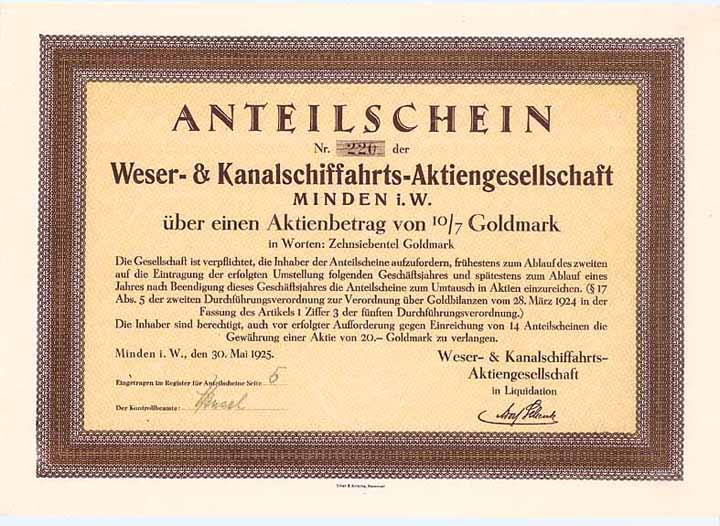 ANTEILSCHEIN
Nr. 220 der
Weser- & Kanalschiffahrts-Aktiengesellschaft
MINDEN i.W.
über einen Aktienbetrag von 10/7 Goldmark
in Worten: Zehnsiebentel Goldmark
Die Gesellschaft ist verpflichtet, die Inhaber der Anteilscheine aufzufordern, frühestens zum Ablauf des zweiten
auf die Eintragung der erfolgten Umstellung folgenden Geschäftsjahres und spätestens zum Ablauf eines
Jahres nach Beendigung dieses Geschäftsjahres die Anteilscheine zum Umtausch in Aktien einzureichen. (§ 17
Abs. 5 der zweiten Durchführungsverordnung zur Verordnung über Goldbilanzen vom 28. März 1924 in der
Fassung des Artikels 1 Ziffer 3 der fünften Durchführungsverordnung.)
Die Inhaber sind berechtigt, auch vor erfolgter Aufforderung gegen Einreichung von 14 Anteilscheinen die
Gewährung einer Aktie von 20.— Goldmark zu verlangen.
Minden i. W., den 30. Mai 1925.
Weser- & Kanalschiffahrts-
Aktiengesellschaft
in Liquidation
Eingetragen im Register für Anteilscheine Seite 5
Der Kontrollbeamte: